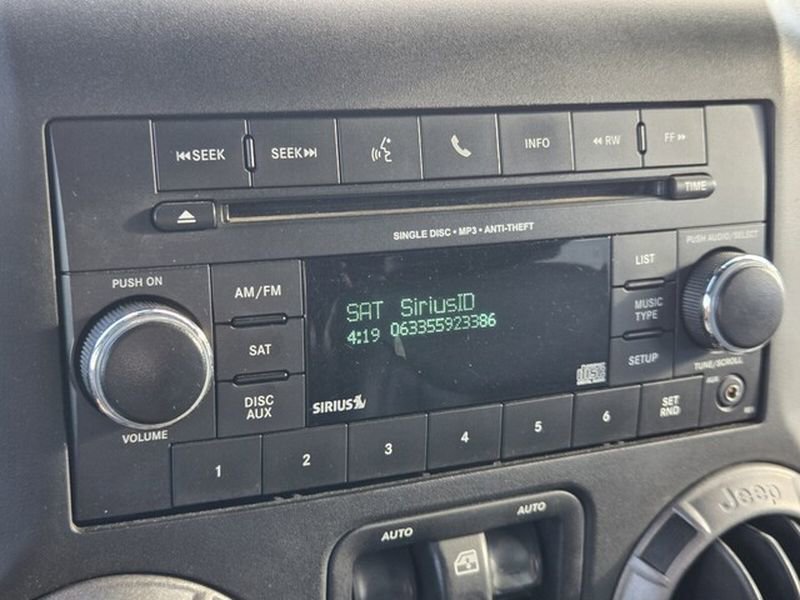 SEEK
SEEK
INFO
RW
FF
TIME
SINGLE DISC • MP3 • ANTI-THEFT
PUSH ON
AM/FM
SAT
DISC
AUX
VOLUME
SAT SiriusID
4:19 063355923386
SIRIUS
LIST
MUSIC
TYPE
SETUP
PUSH AUDIO/SELECT
TUNE/SCROLL
AUX
1
2
3
4
5
6
SET
RND
AUTO
AUTO
Jeep